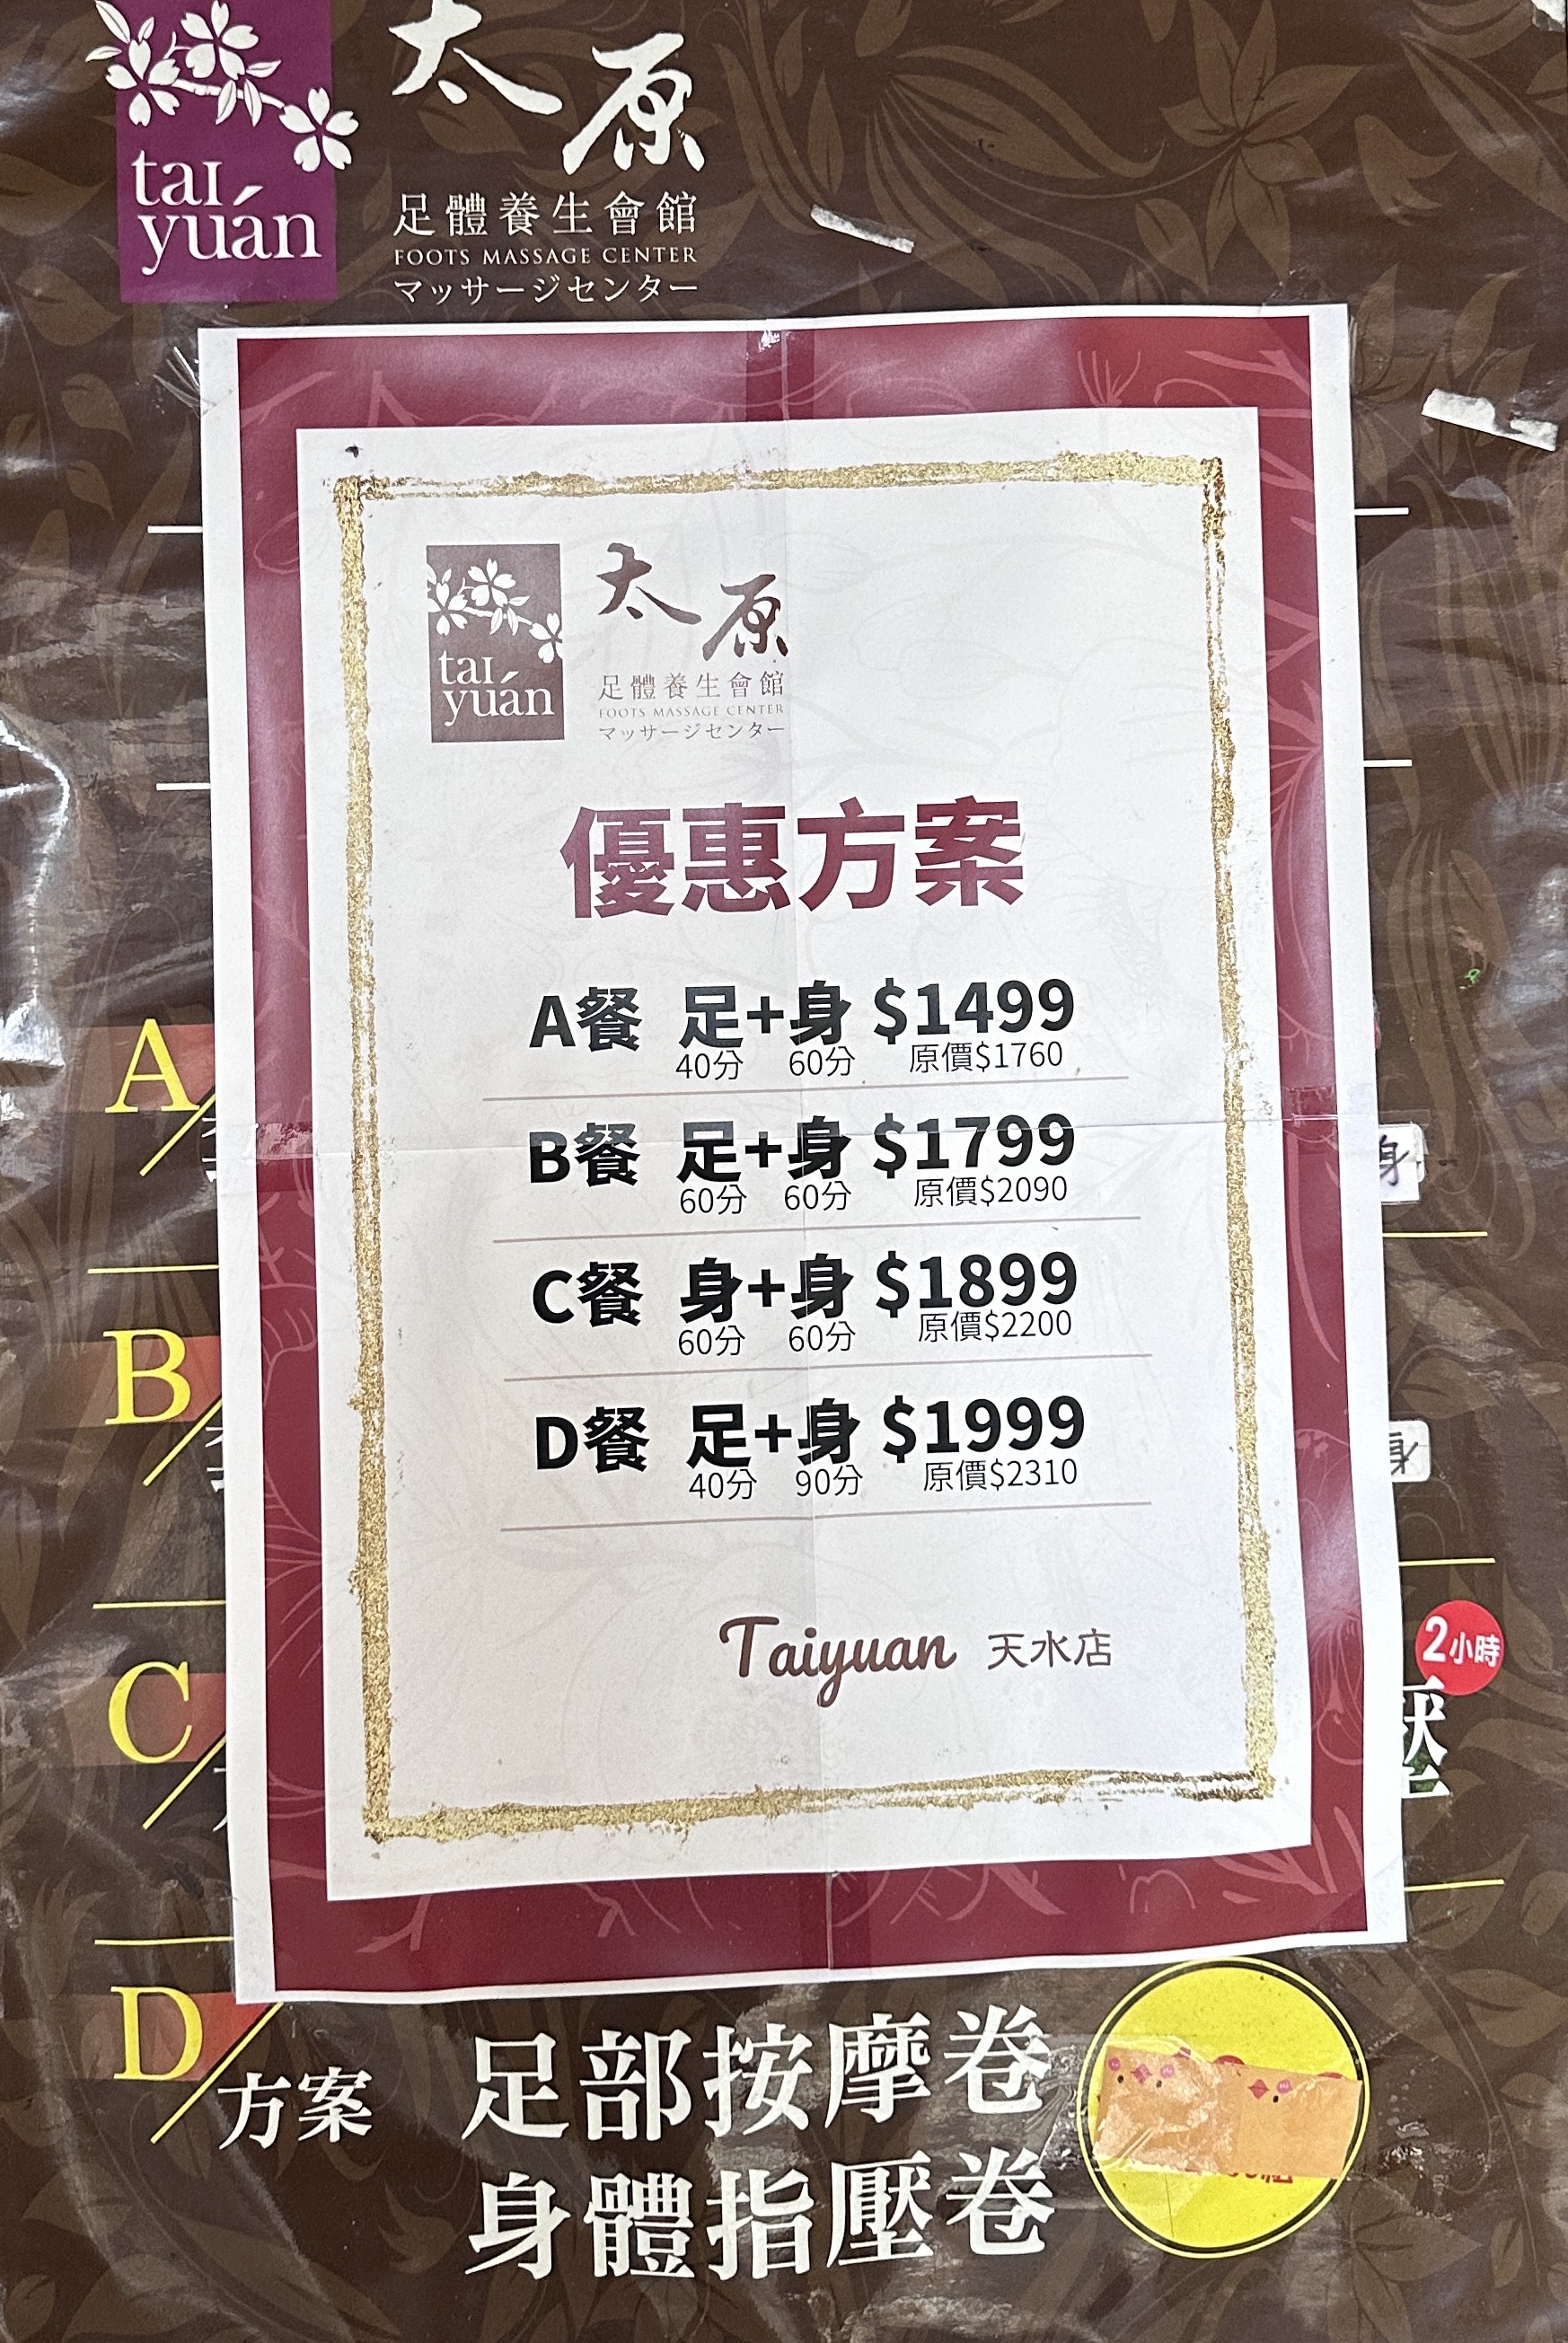 tai
yuán
太原
足體養生會館
FOOTS MASSAGE CENTER
マッサージセンター
tai
yuán
太原
足體養生會館
FOOTS MASSAGE CENTER
マッサージセンター
優惠方案
A餐 足+身 $1499
40分 60分 原價$1760
B餐 足+身 $1799
60分 60分 原價$2090
C餐 身+身 $1899
60分 60分 原價$2200
D餐 足+身 $1999
40分 90分 原價$2310
Taiyuan 天水店
A
身
B
身
C
2小時
壓
D
方案
足部按摩卷
身體指壓卷